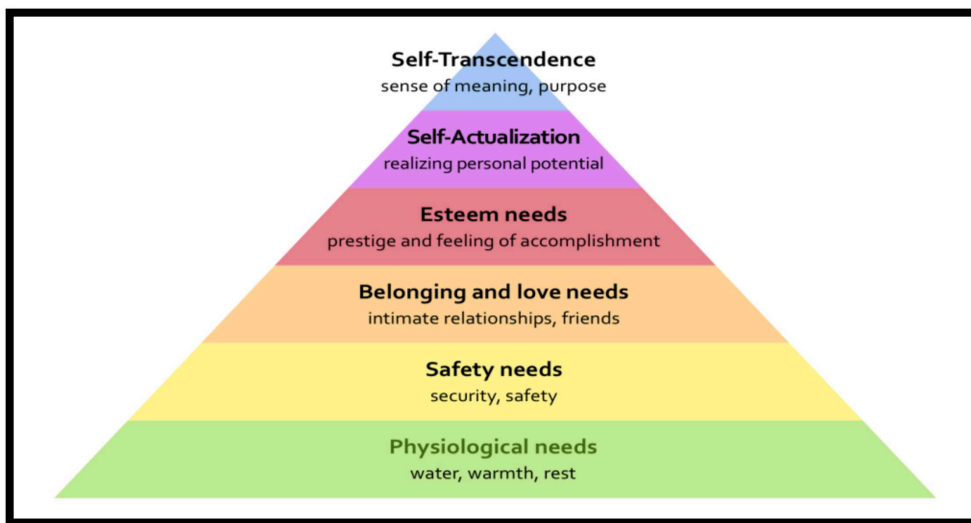 Self-Transcendence
sense of meaning, purpose
Self-Actualization
realizing personal potential
Esteem needs
prestige and feeling of accomplishment
Belonging and love needs
intimate relationships, friends
Safety needs
security, safety
Physiological needs
water, warmth, rest